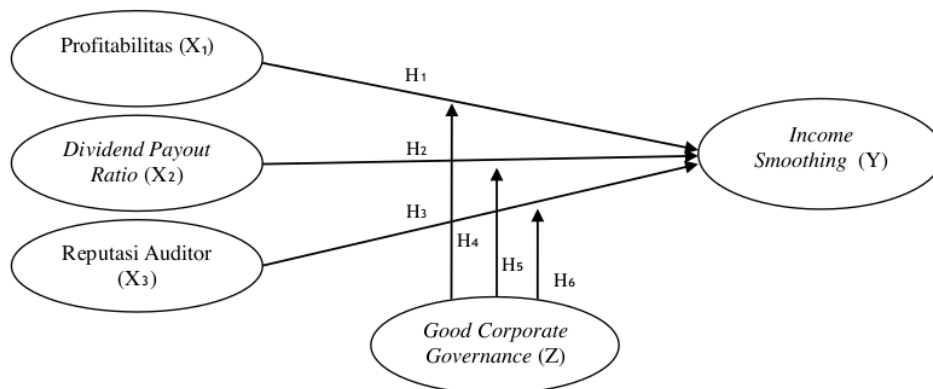 Profitabilitas (X₁)
H₁
Dividend Payout
Ratio (X₂)
H₂
Income
Smoothing (Y)
H₃
Reputasi Auditor
(X₃)
H₄
H₅
H₆
Good Corporate
Governance (Z)